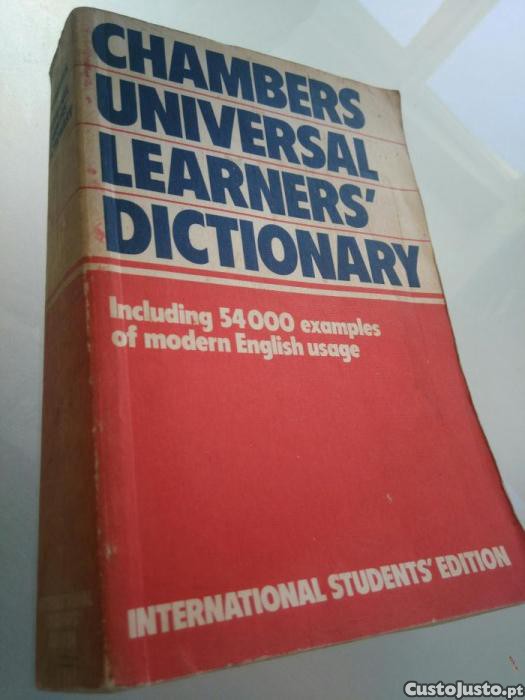 CHAMBERS
UNIVERSAL
LEARNERS'
DICTIONARY
Including 54000 examples
of modern English usage
INTERNATIONAL STUDENTS' EDITION
CustoJusto.pt